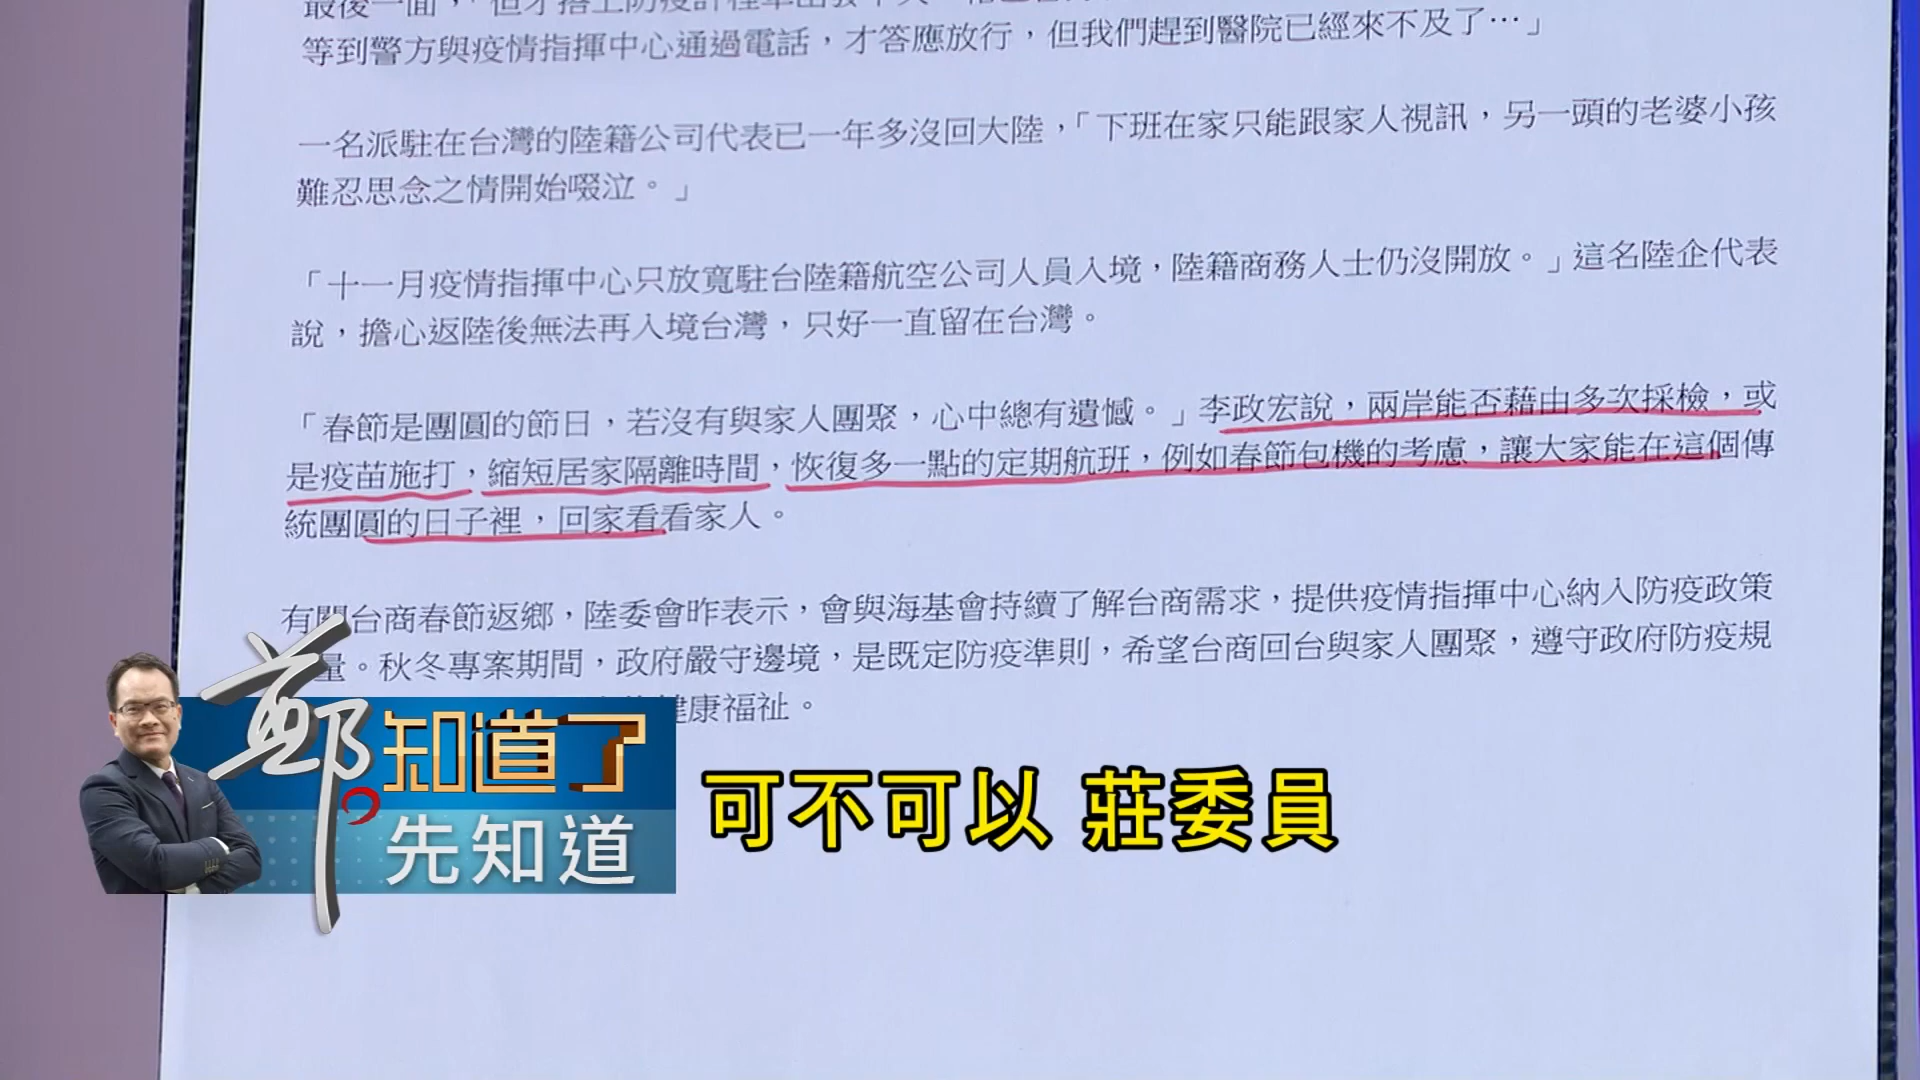 等到警方與疫情指揮中心通過電話，才答應放行，但我們趕到醫院已經來不及了…」
一名派駐在台灣的陸籍公司代表已一年多沒回大陸，「下班在家只能跟家人視訊，另一頭的老婆小孩
難忍思念之情開始啜泣。」
「十一月疫情指揮中心只放寬駐台陸籍航空公司人員入境，陸籍商務人士仍沒開放。」這名陸企代表
說，擔心返陸後無法再入境台灣，只好一直留在台灣。
「春節是團圓的節日，若沒有與家人團聚，心中總有遺憾。」李政宏說，兩岸能否藉由多次採檢，或
是疫苗施打，縮短居家隔離時間，恢復多一點的定期航班，例如春節包機的考慮，讓大家能在這個傳
統團圓的日子裡，回家看看家人。
有關台商春節返鄉，陸委會昨表示，會與海基會持續了解台商需求，提供疫情指揮中心納入防疫政策
量。秋冬專案期間，政府嚴守邊境，是既定防疫準則，希望台商回台與家人團聚，遵守政府防疫規
健康福祉。
鄭知道了
先知道
可不可以 莊委員